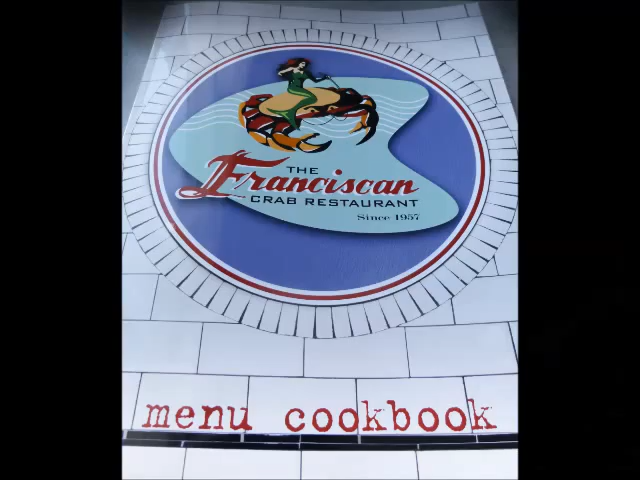 THE
Franciscan
CRAB RESTAURANT
Since 1957
menu cookbook